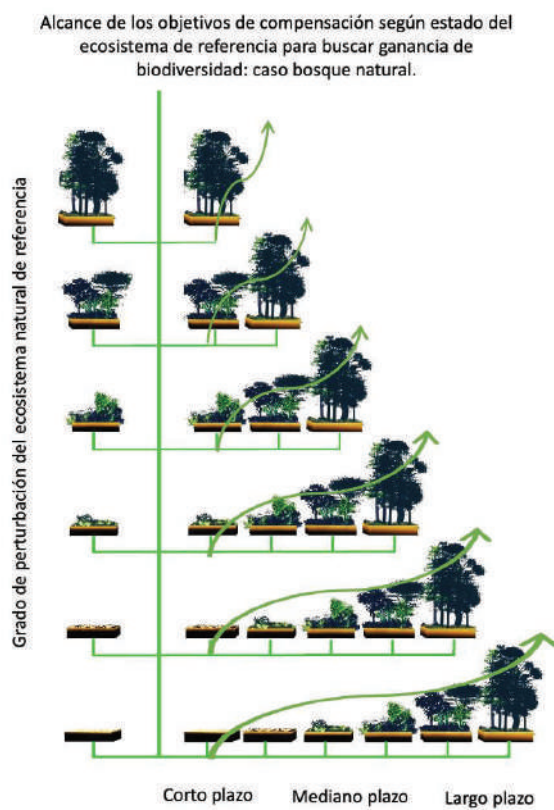 Alcance de los objetivos de compensación según estado del
ecosistema de referencia para buscar ganancia de
biodiversidad: caso bosque natural.
Grado de perturbación del ecosistema natural de referencia
Corto plazo
Mediano plazo
Largo plazo